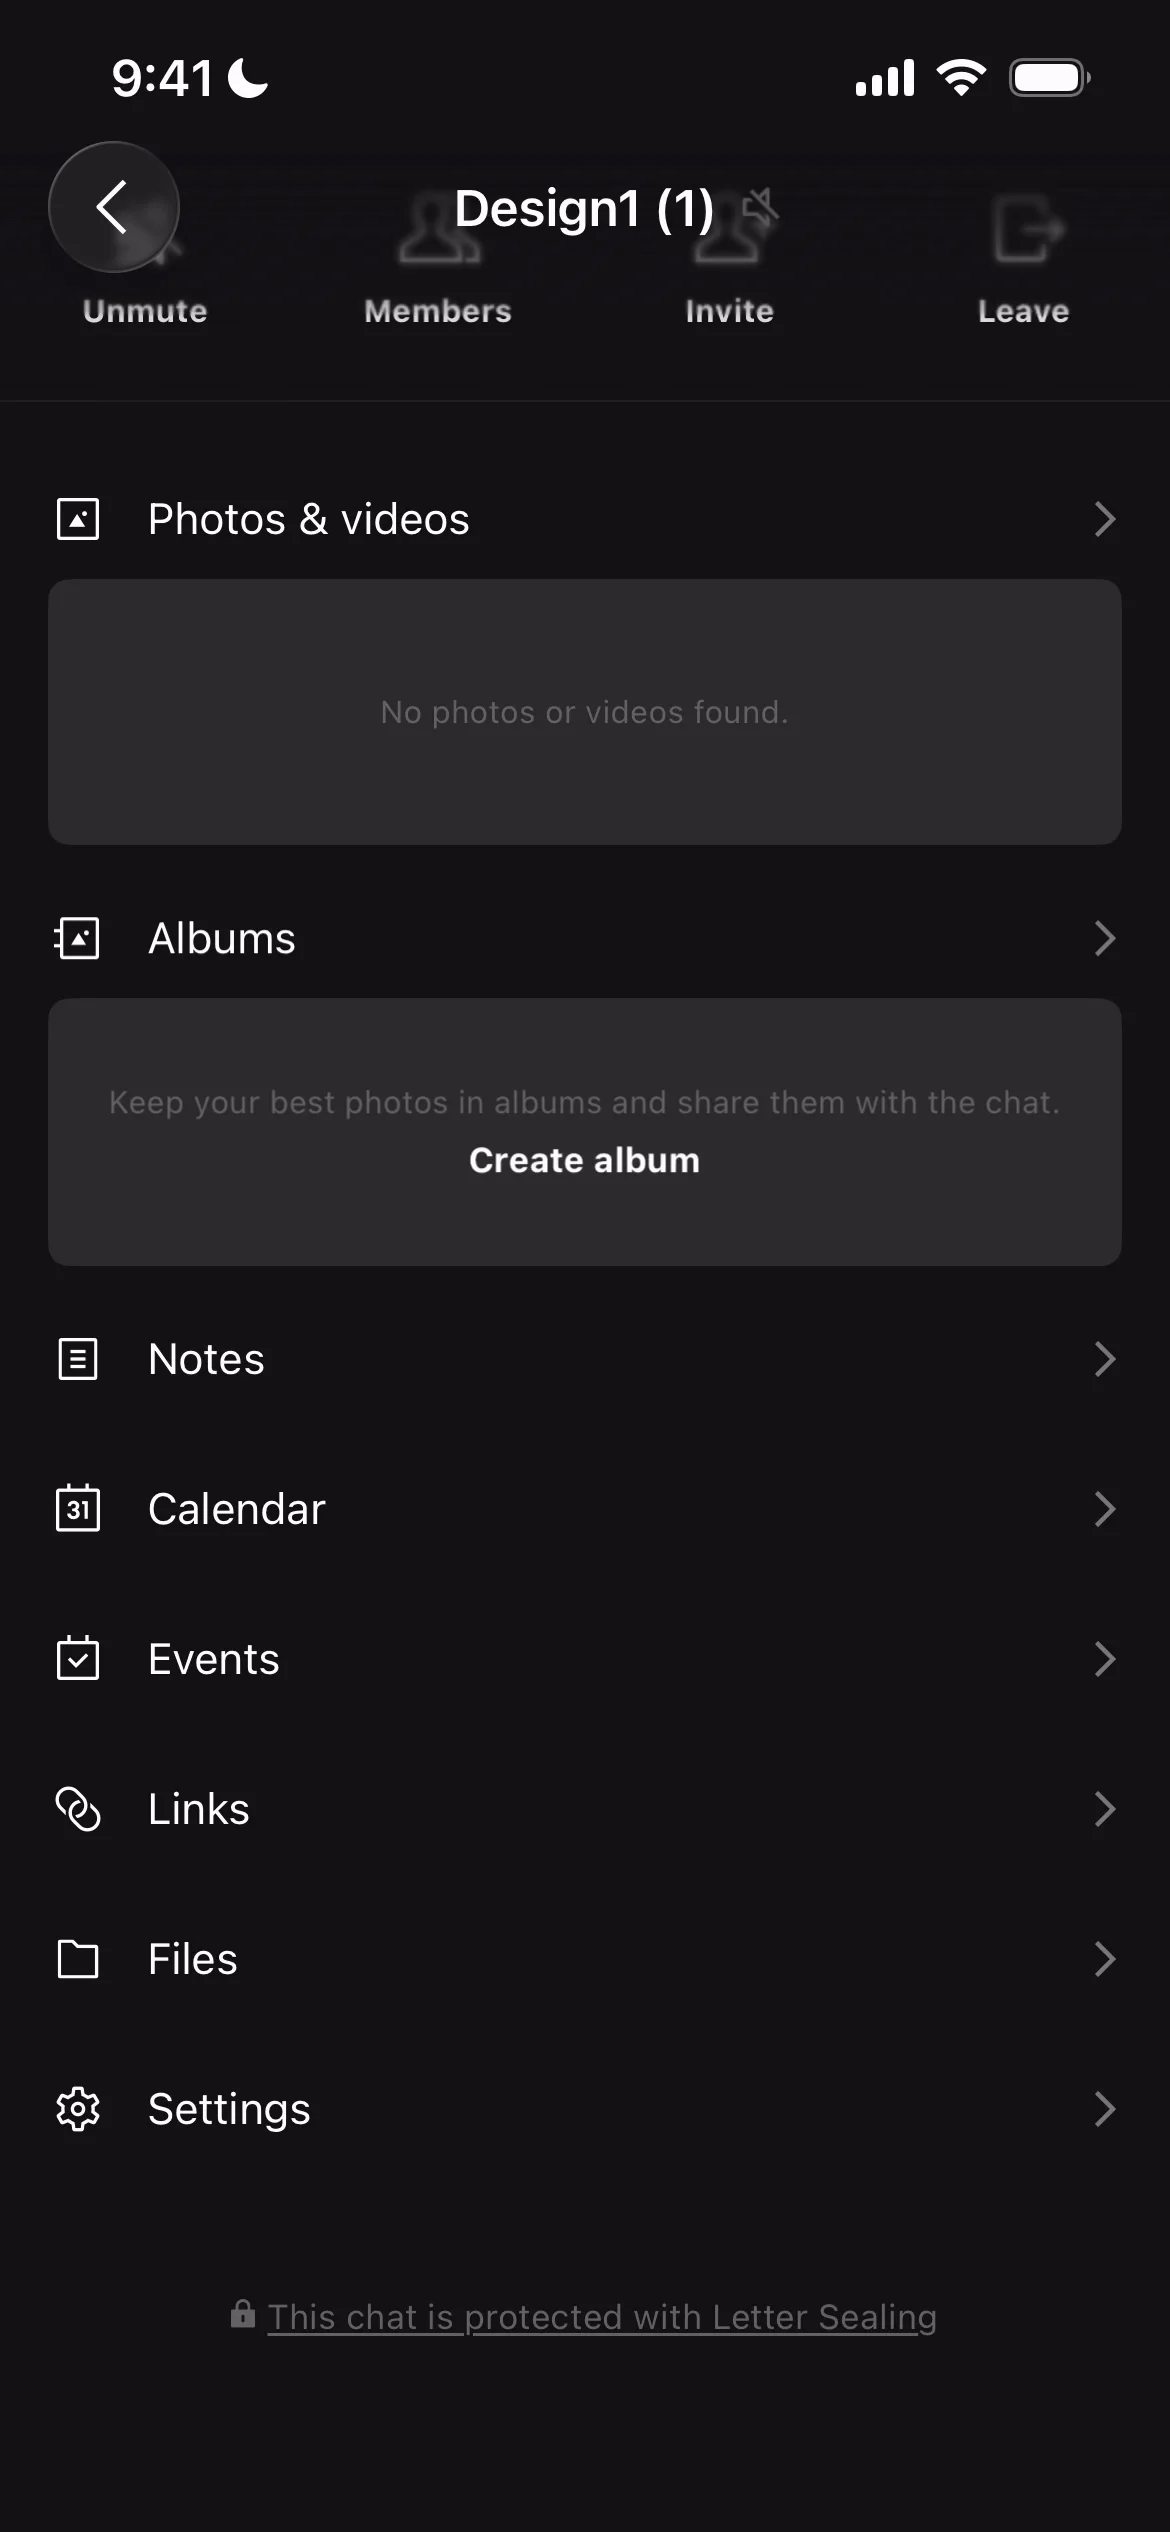 9:41
Design1 (1)
Unmute Members Invite Leave
Photos & videos
No photos or videos found.
Albums
Keep your best photos in albums and share them with the chat.
Create album
Notes
31 Calendar
Events
Links
Files
Settings
This chat is protected with Letter Sealing